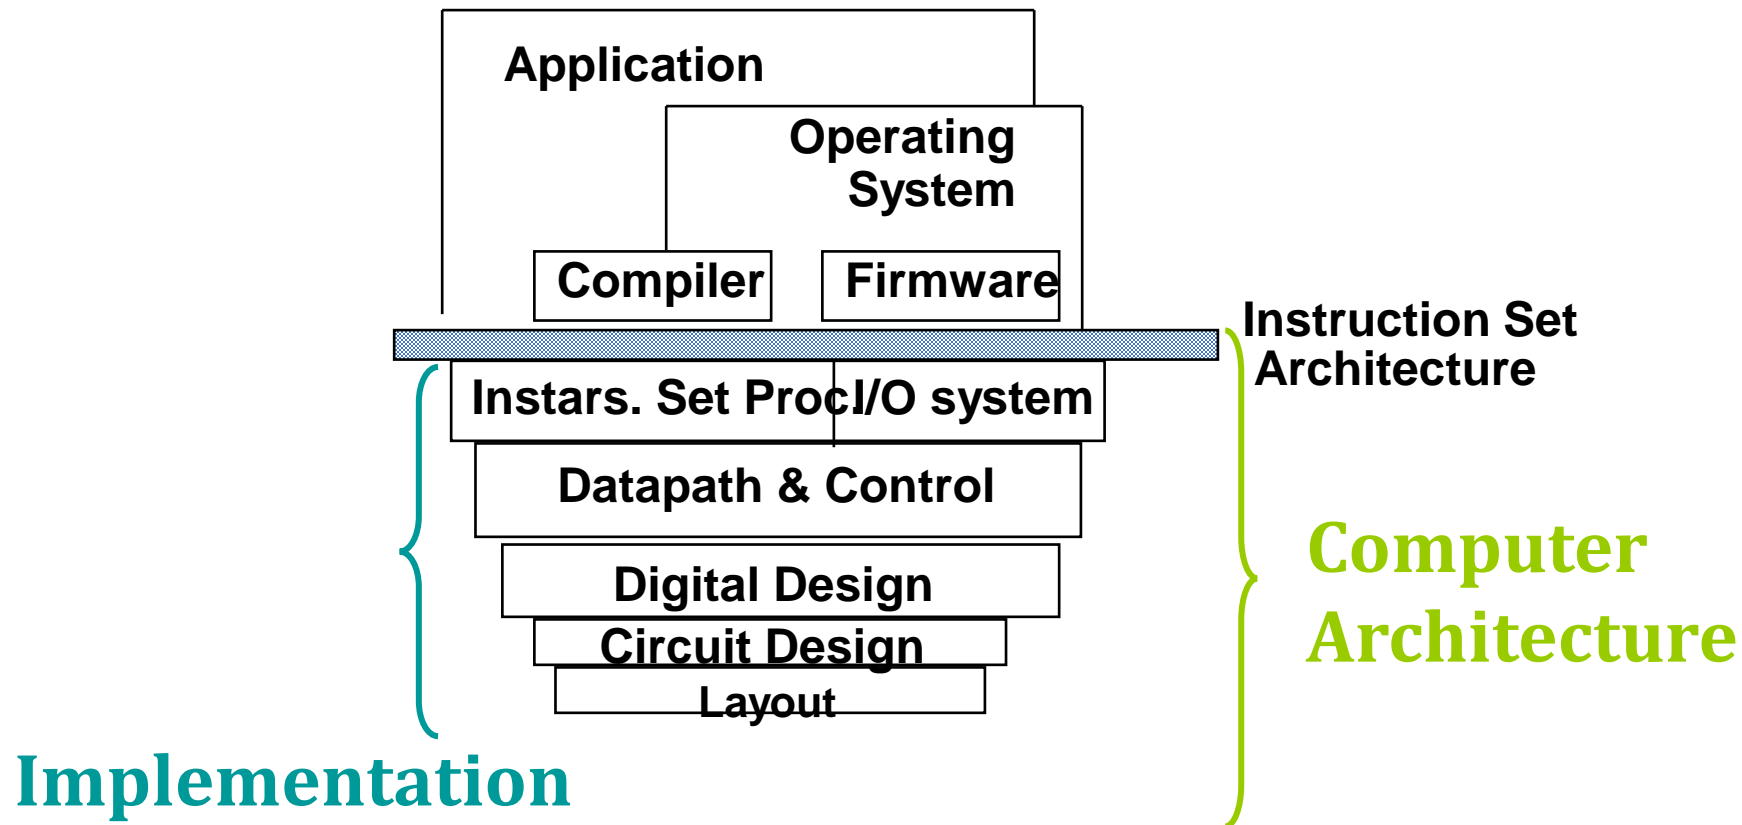 Application
Operating
System
Compiler
Firmware
Instruction Set
Architecture
Instars. Set Proc.
I/O system
Datapath & Control
Digital Design
Circuit Design
Layout
Computer
Architecture
Implementation